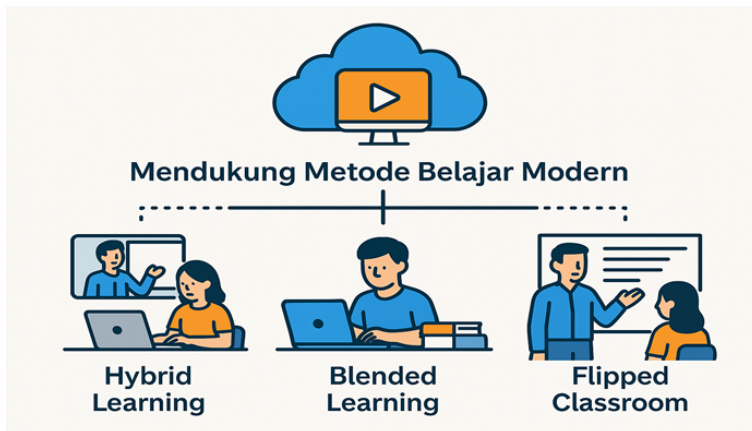 Mendukung Metode Belajar Modern
Hybrid
Learning
Blended
Learning
Flipped
Classroom